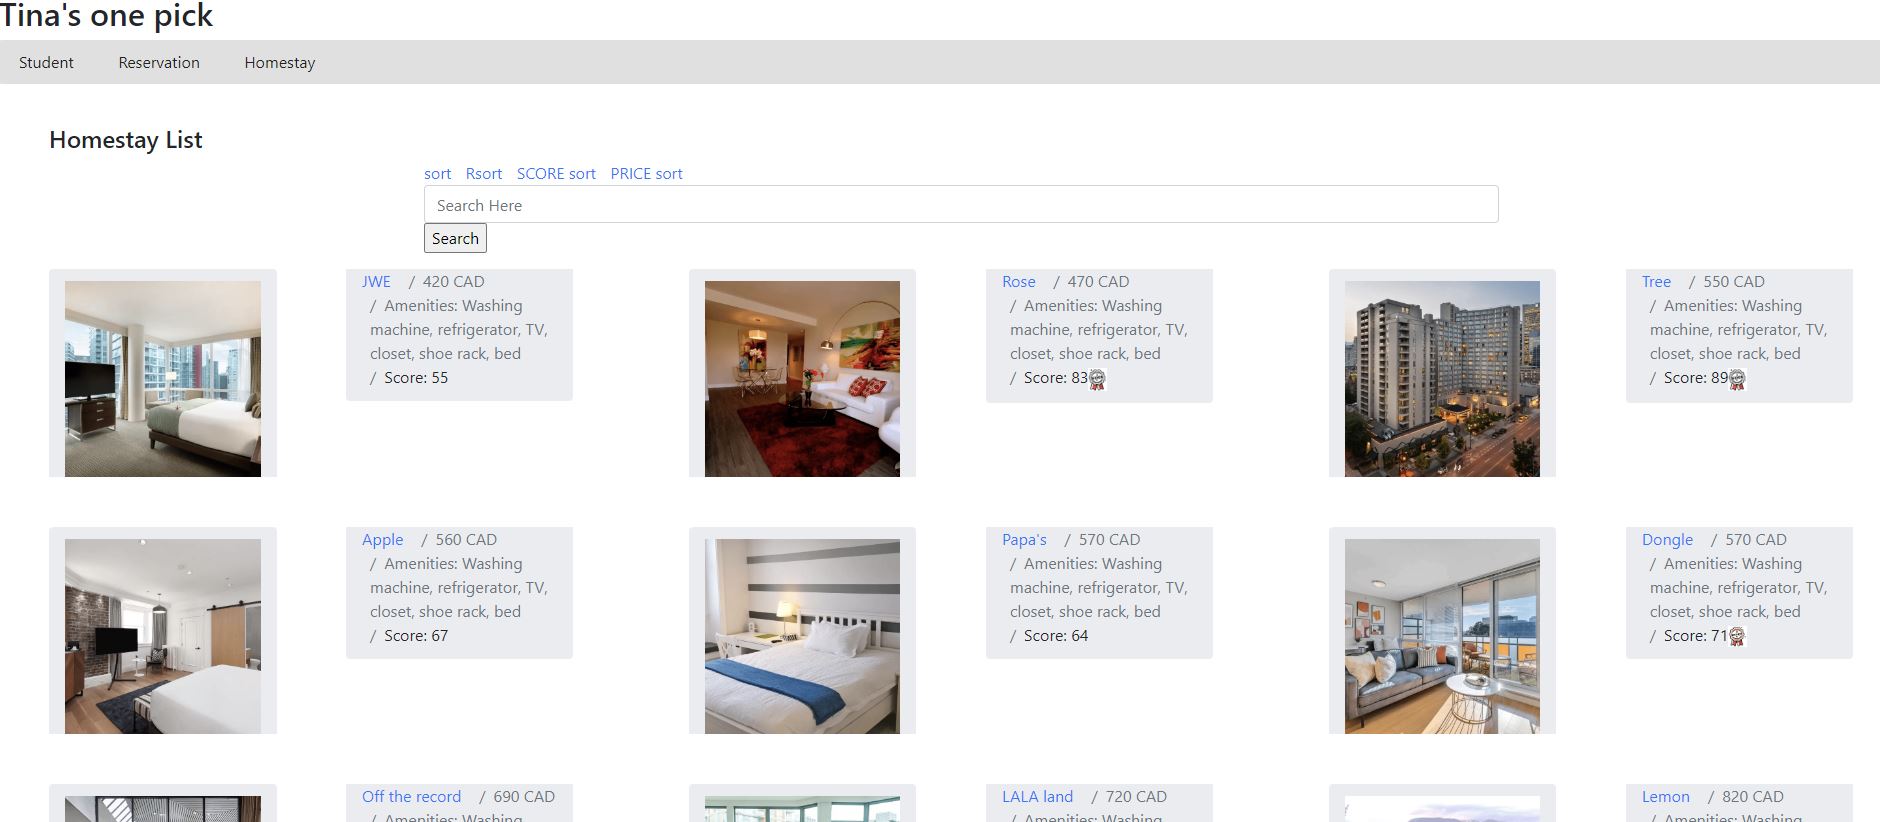 Tina's one pick
Student Reservation Homestay
Homestay List
sort Rsort SCORE sort PRICE sort
Search Here
Search
JWE / 420 CAD
/ Amenities: Washing
machine, refrigerator, TV,
closet, shoe rack, bed
/ Score: 55
Rose / 470 CAD
/ Amenities: Washing
machine, refrigerator, TV,
closet, shoe rack, bed
/ Score: 83
Tree / 550 CAD
/ Amenities: Washing
machine, refrigerator, TV,
closet, shoe rack, bed
/ Score: 89
Apple / 560 CAD
/ Amenities: Washing
machine, refrigerator, TV,
closet, shoe rack, bed
/ Score: 67
Papa's / 570 CAD
/ Amenities: Washing
machine, refrigerator, TV,
closet, shoe rack, bed
/ Score: 64
Dongle / 570 CAD
/ Amenities: Washing
machine, refrigerator, TV,
closet, shoe rack, bed
/ Score: 71
Off the record / 690 CAD
/ Amenities: Washing
LALA land / 720 CAD
/ Amenities: Washing
Lemon / 820 CAD
/ Amenities: Washing